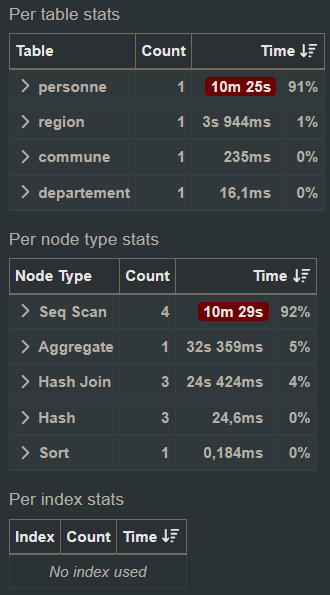 Per table stats
Table Count Time
personne 1 10m 25s 91%
region 1 3s 944ms 1%
commune 1 235ms 0%
departement 1 16,1ms 0%
Per node type stats
Node Type Count Time
Seq Scan 4 10m 29s 92%
Aggregate 1 32s 359ms 5%
Hash Join 3 24s 424ms 4%
Hash 3 24,6ms 0%
Sort 1 0,184ms 0%
Per index stats
Index Count Time
No index used